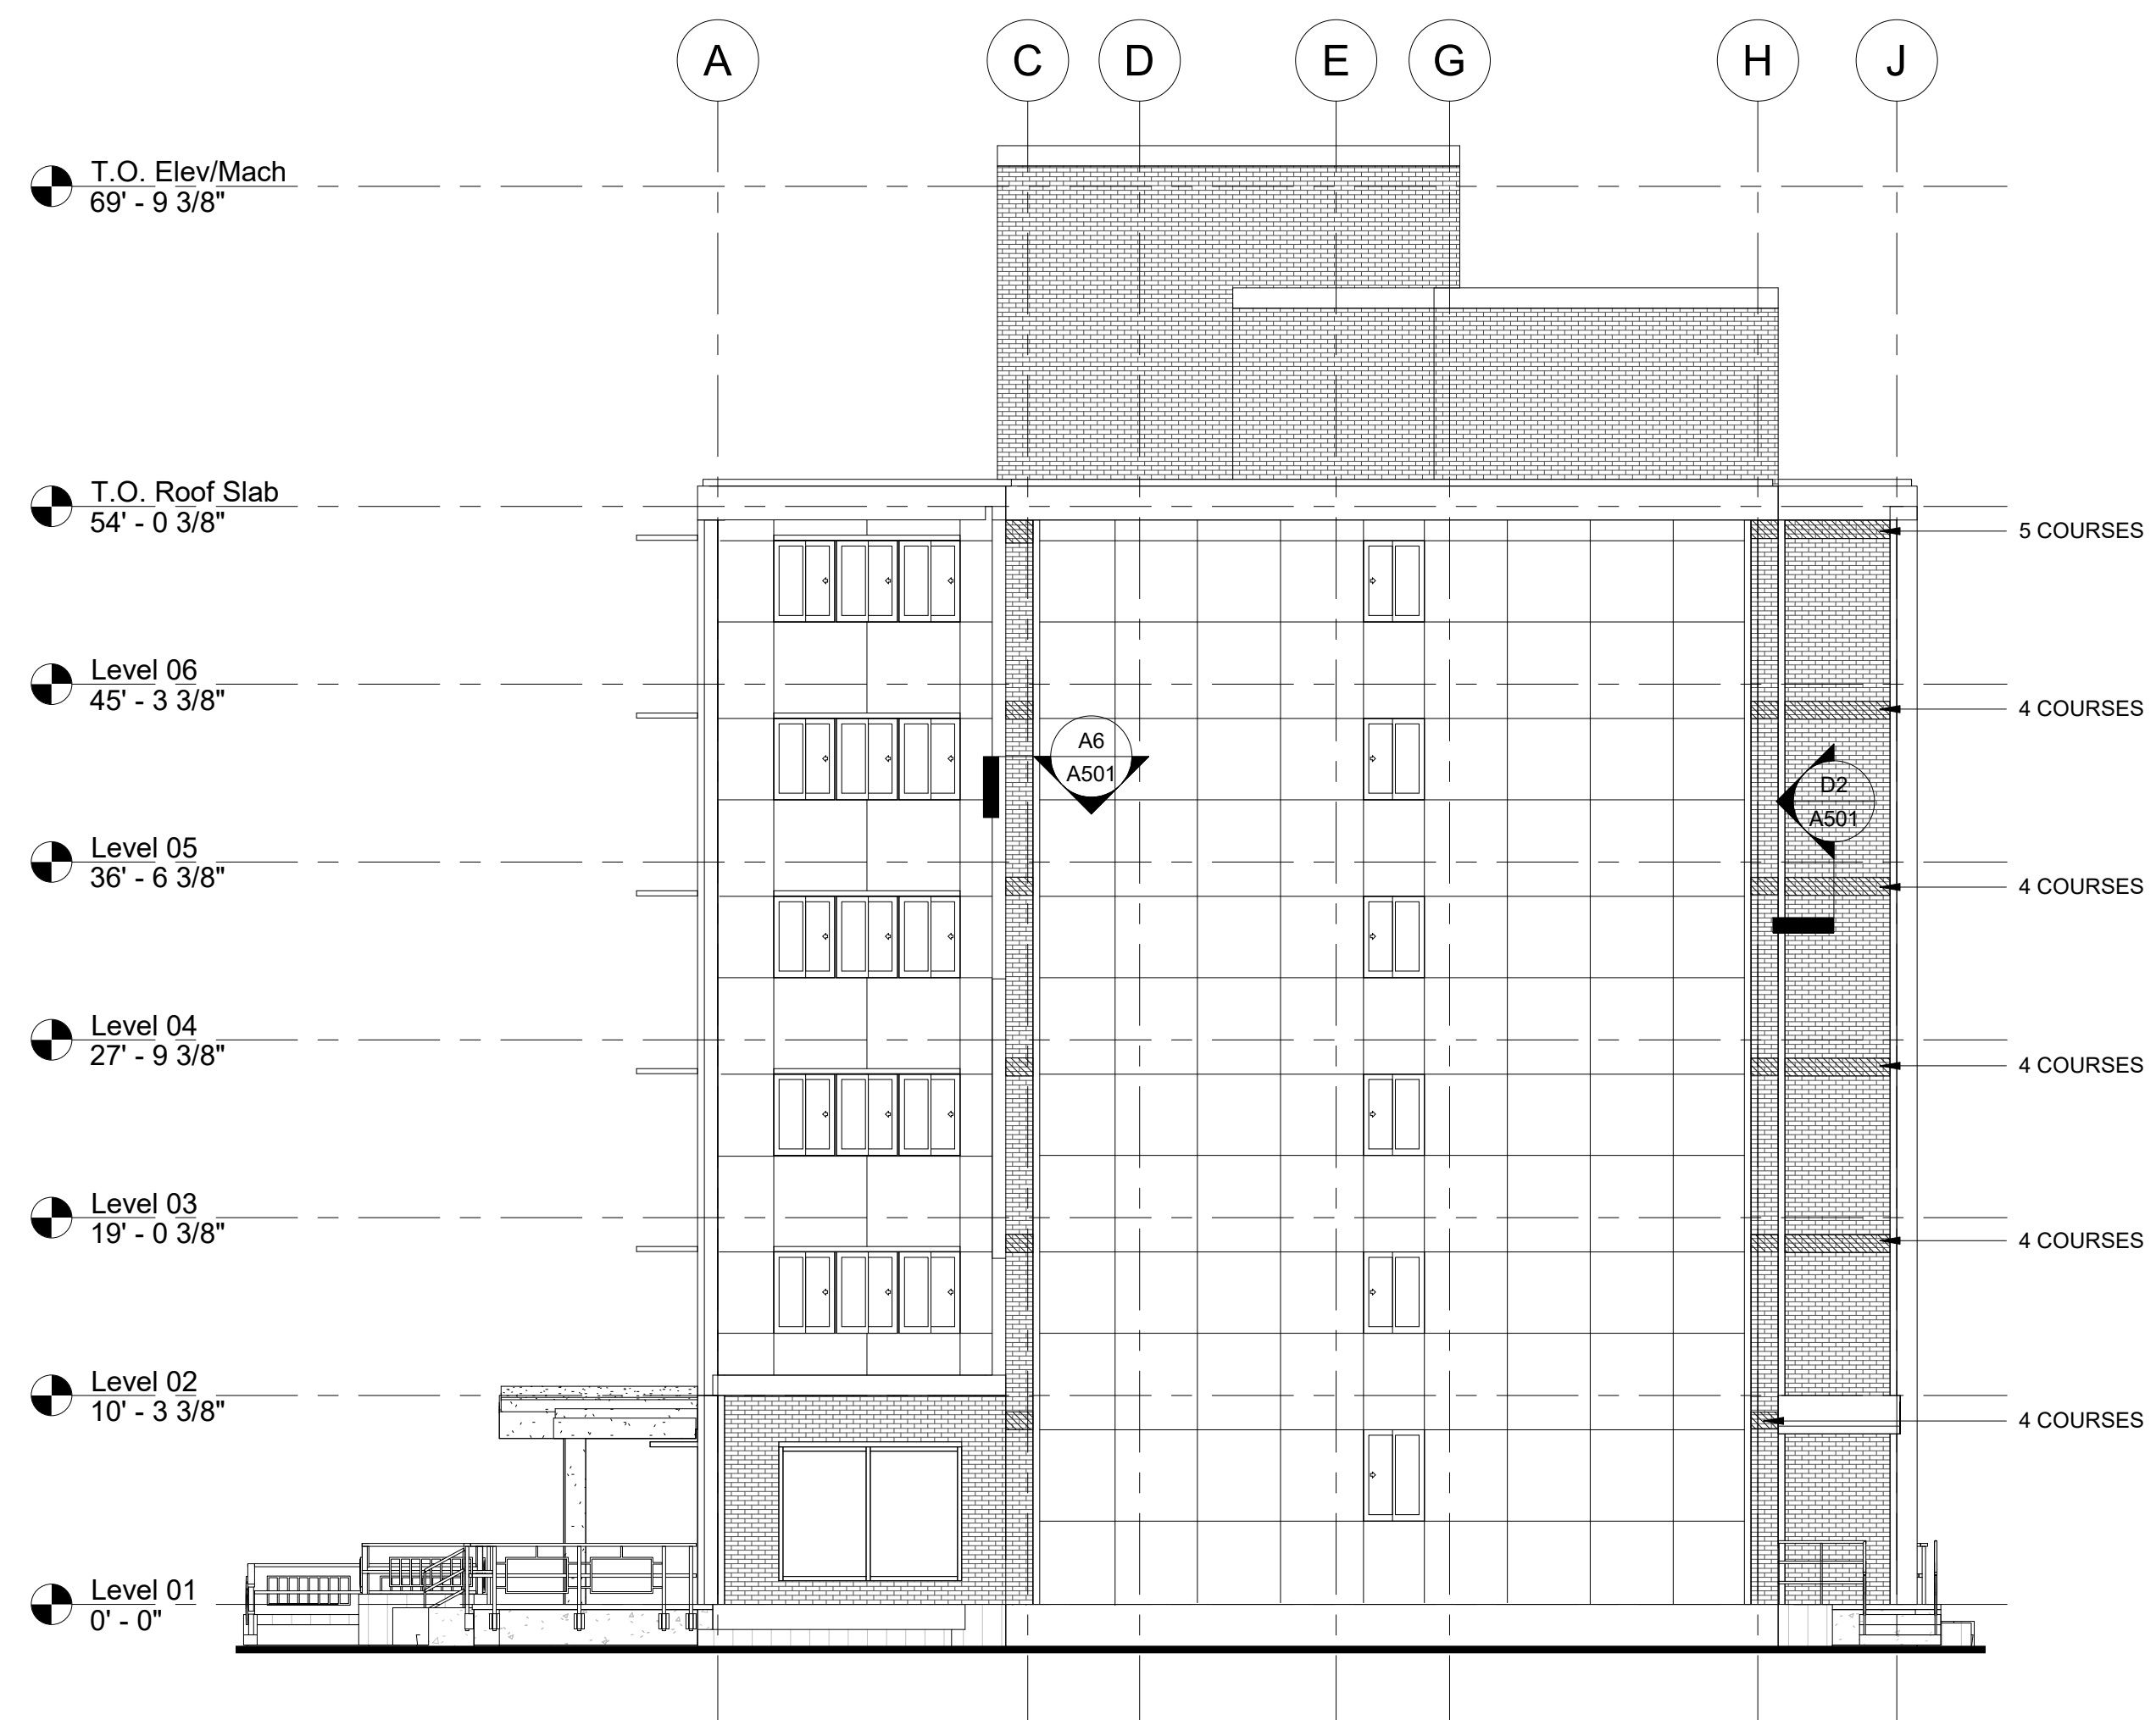 A
C
D
E
G
H
J
T.O. Elev/Mach
69' - 9 3/8"
T.O. Roof Slab
54' - 0 3/8"
5 COURSES
Level 06
45' - 3 3/8"
4 COURSES
A6
A501
D2
A501
Level 05
36' - 6 3/8"
4 COURSES
Level 04
27' - 9 3/8"
4 COURSES
Level 03
19' - 0 3/8"
4 COURSES
Level 02
10' - 3 3/8"
4 COURSES
Level 01
0' - 0"